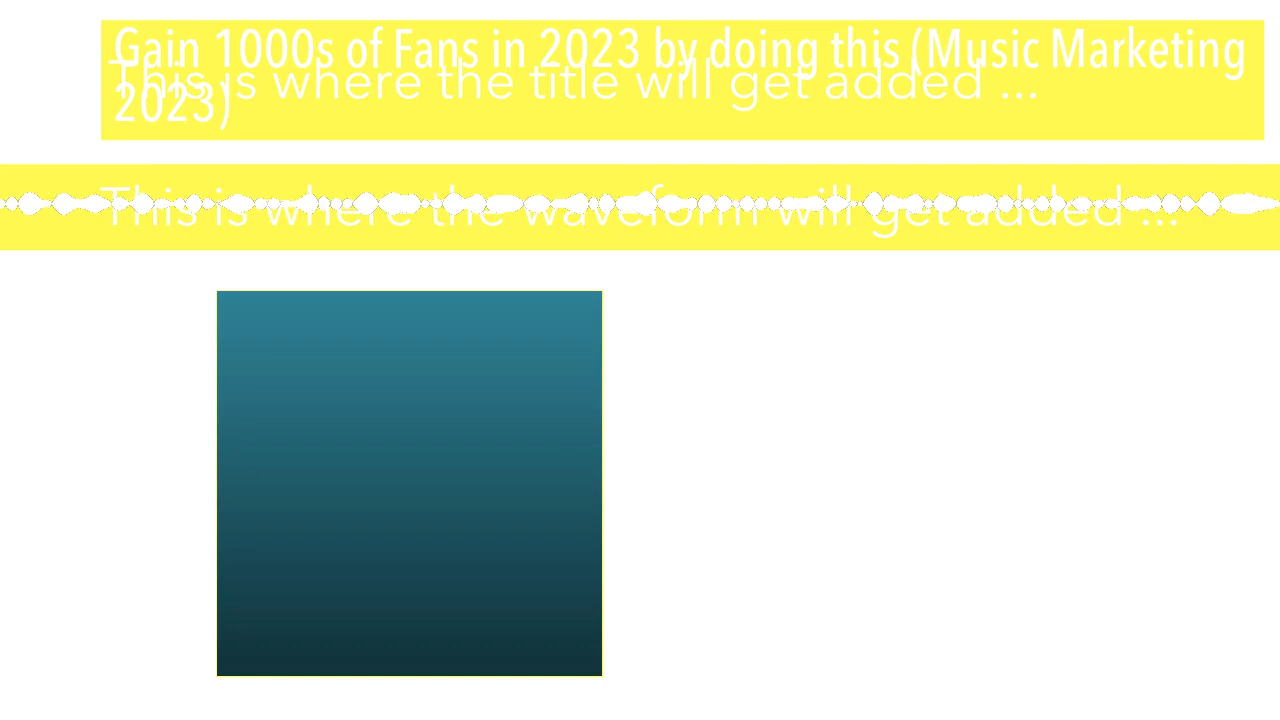 Gain 1000s of Fans in 2023 by doing this (Music Marketing
This is where the title will get added ...
2023)
This is where the waveform will get added ...